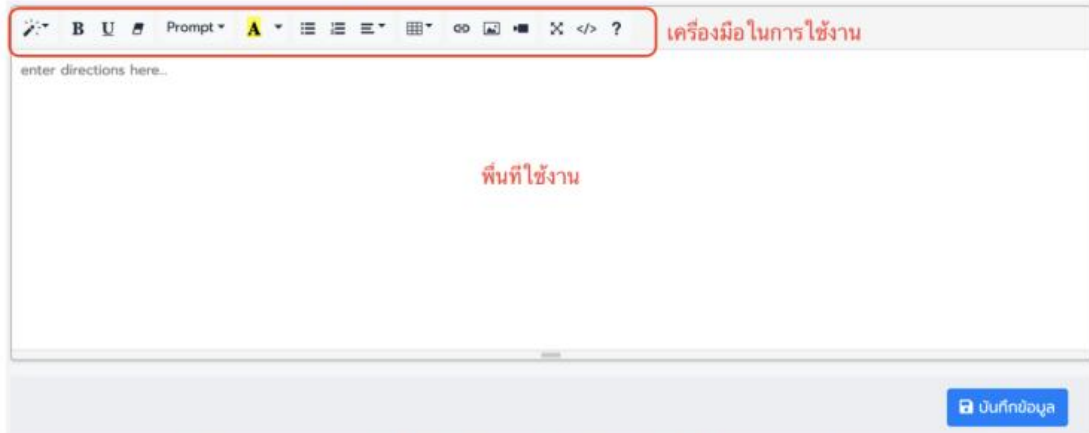 B U Prompt A </> ? เครื่องมือในการใช้งาน
enter directions here...
พื้นที่ใช้งาน
บันทึกข้อมูล